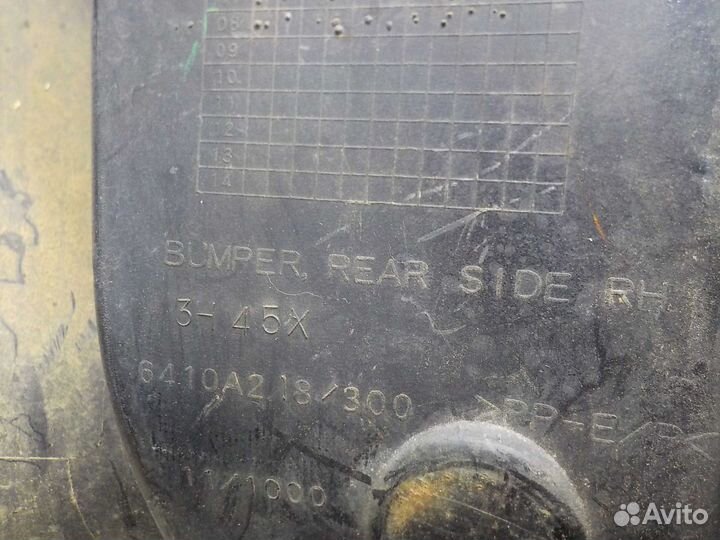 08
09
10
11
12
13
14
BUMPER, REAR SIDE RH
3-45X
6410A218/300 >PP-E/P<
11/1000
Avito